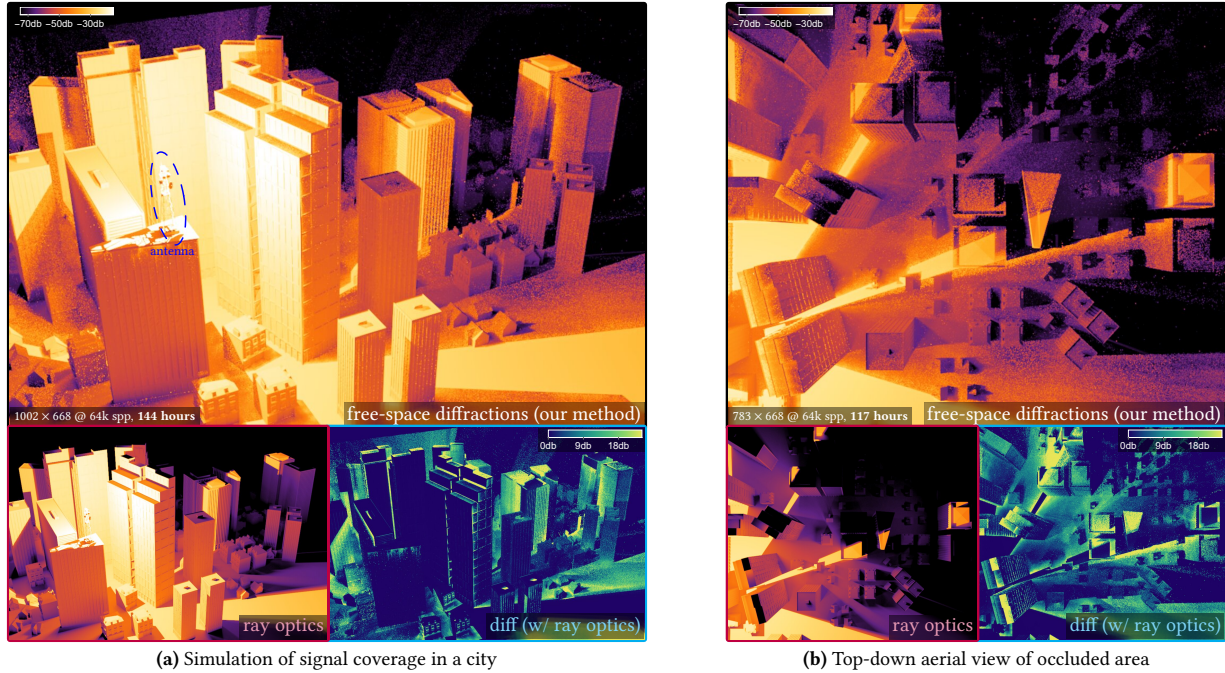 −70db −50db −30db
antenna
1002 × 668 @ 64k spp, 144 hours
free-space diffractions (our method)
ray optics
0db 9db 18db
diff (w/ ray optics)
(a) Simulation of signal coverage in a city
−70db −50db −30db
783 × 668 @ 64k spp, 117 hours
free-space diffractions (our method)
ray optics
0db 9db 18db
diff (w/ ray optics)
(b) Top-down aerial view of occluded area